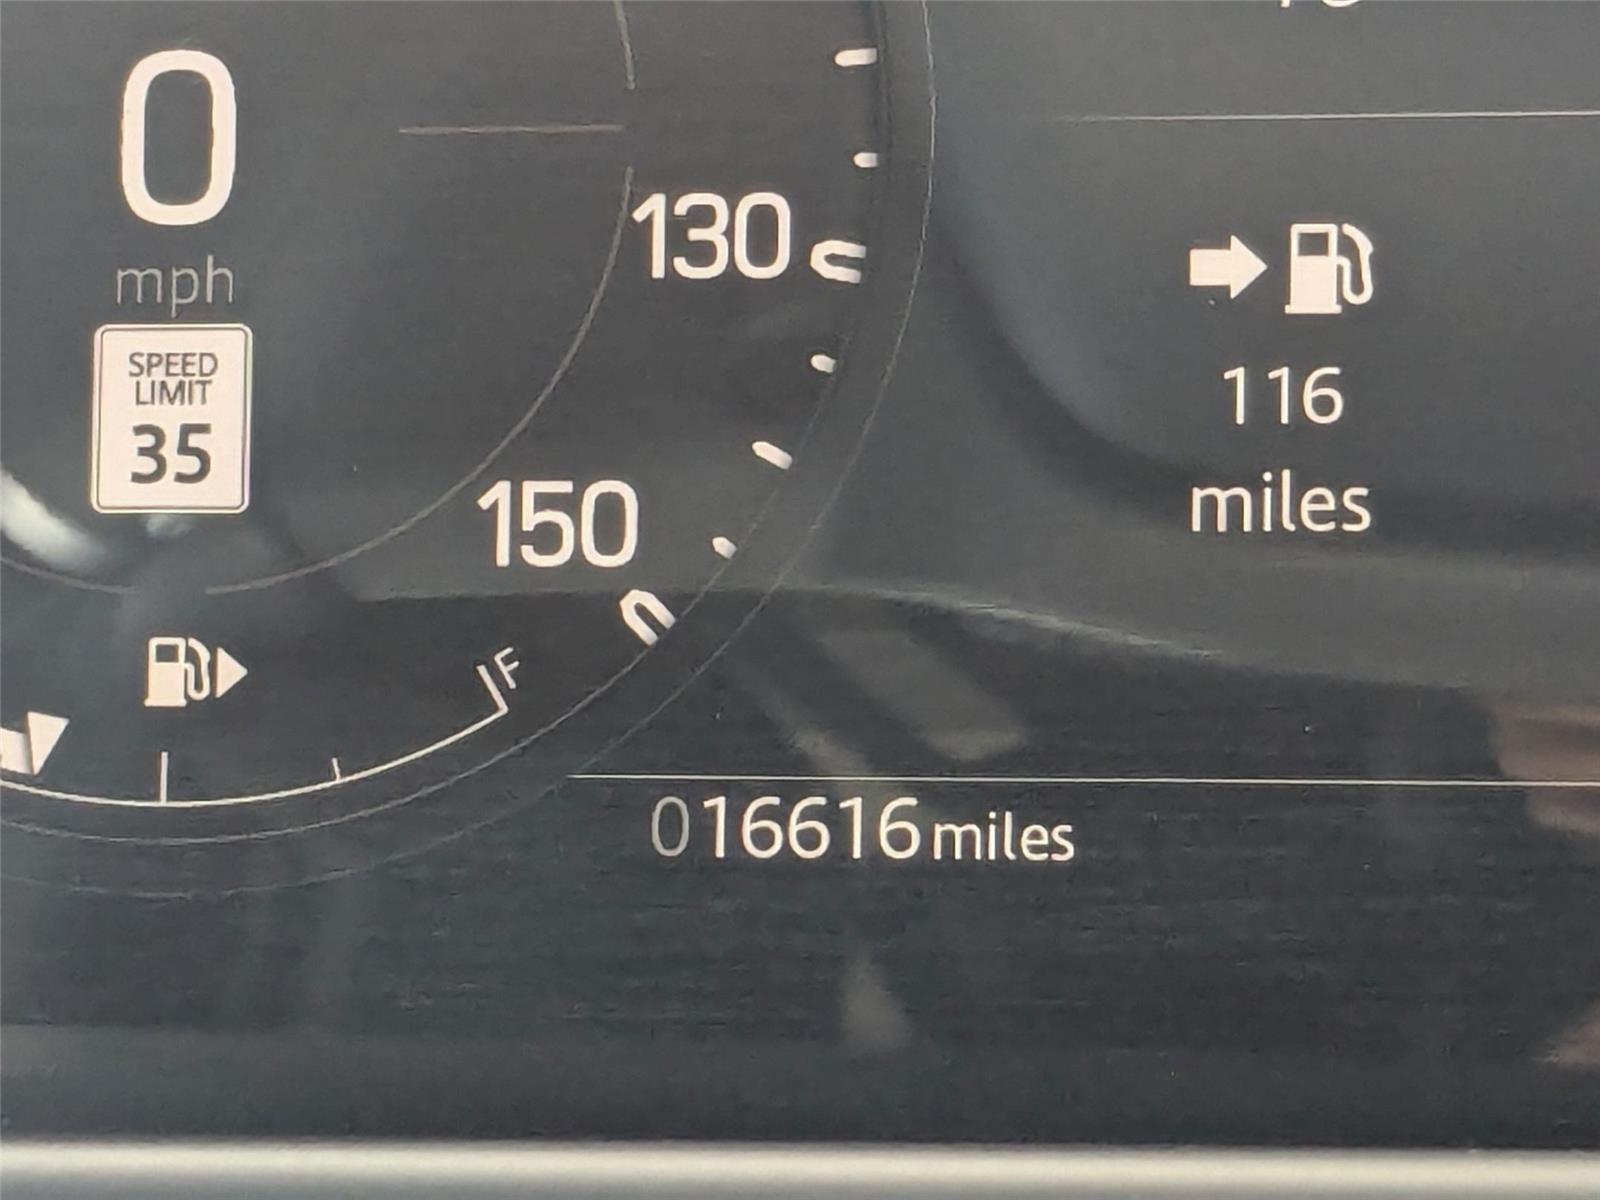 0
mph
SPEED
LIMIT
35
130
150
F
116
miles
016616 miles